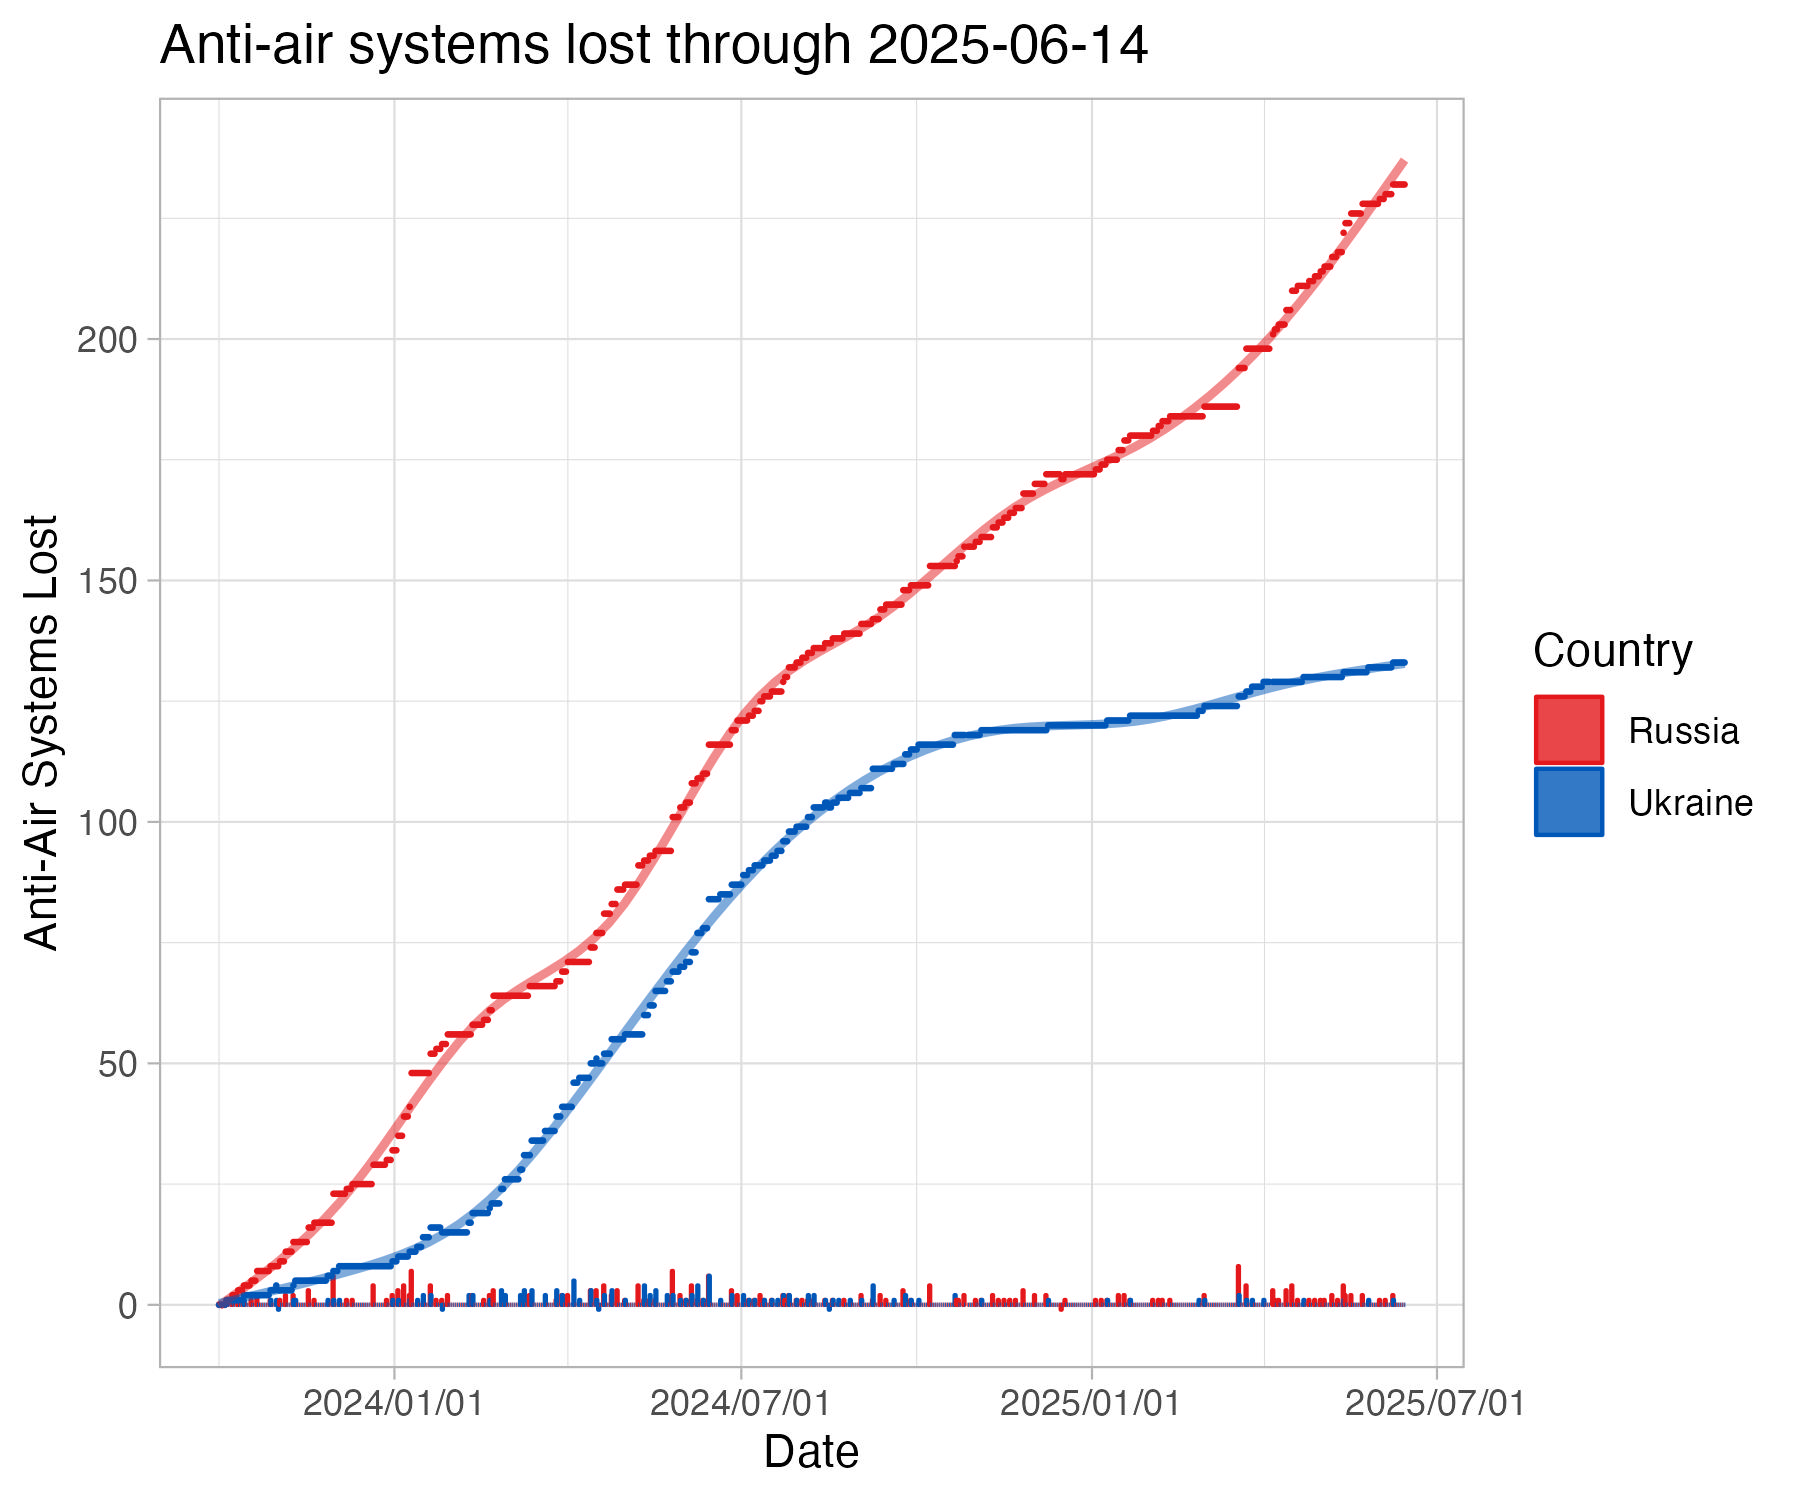 Anti-air systems lost through 2025-06-14
Anti-Air Systems Lost
200
150
100
50
0
2024/01/01
2024/07/01
2025/01/01
2025/07/01
Date
Country
Russia
Ukraine